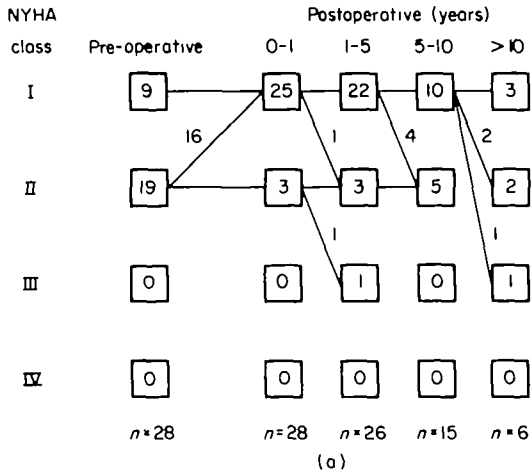 NYHA Postoperative (years)
class Pre-operative 0-1 1-5 5-10 >10
I 9 25 22 10 3
16 1 4 2
II 19 3 3 5 2
1 1
III 0 0 1 0 1
IV 0 0 0 0 0
n=28 n=28 n=26 n=15 n=6
(a)